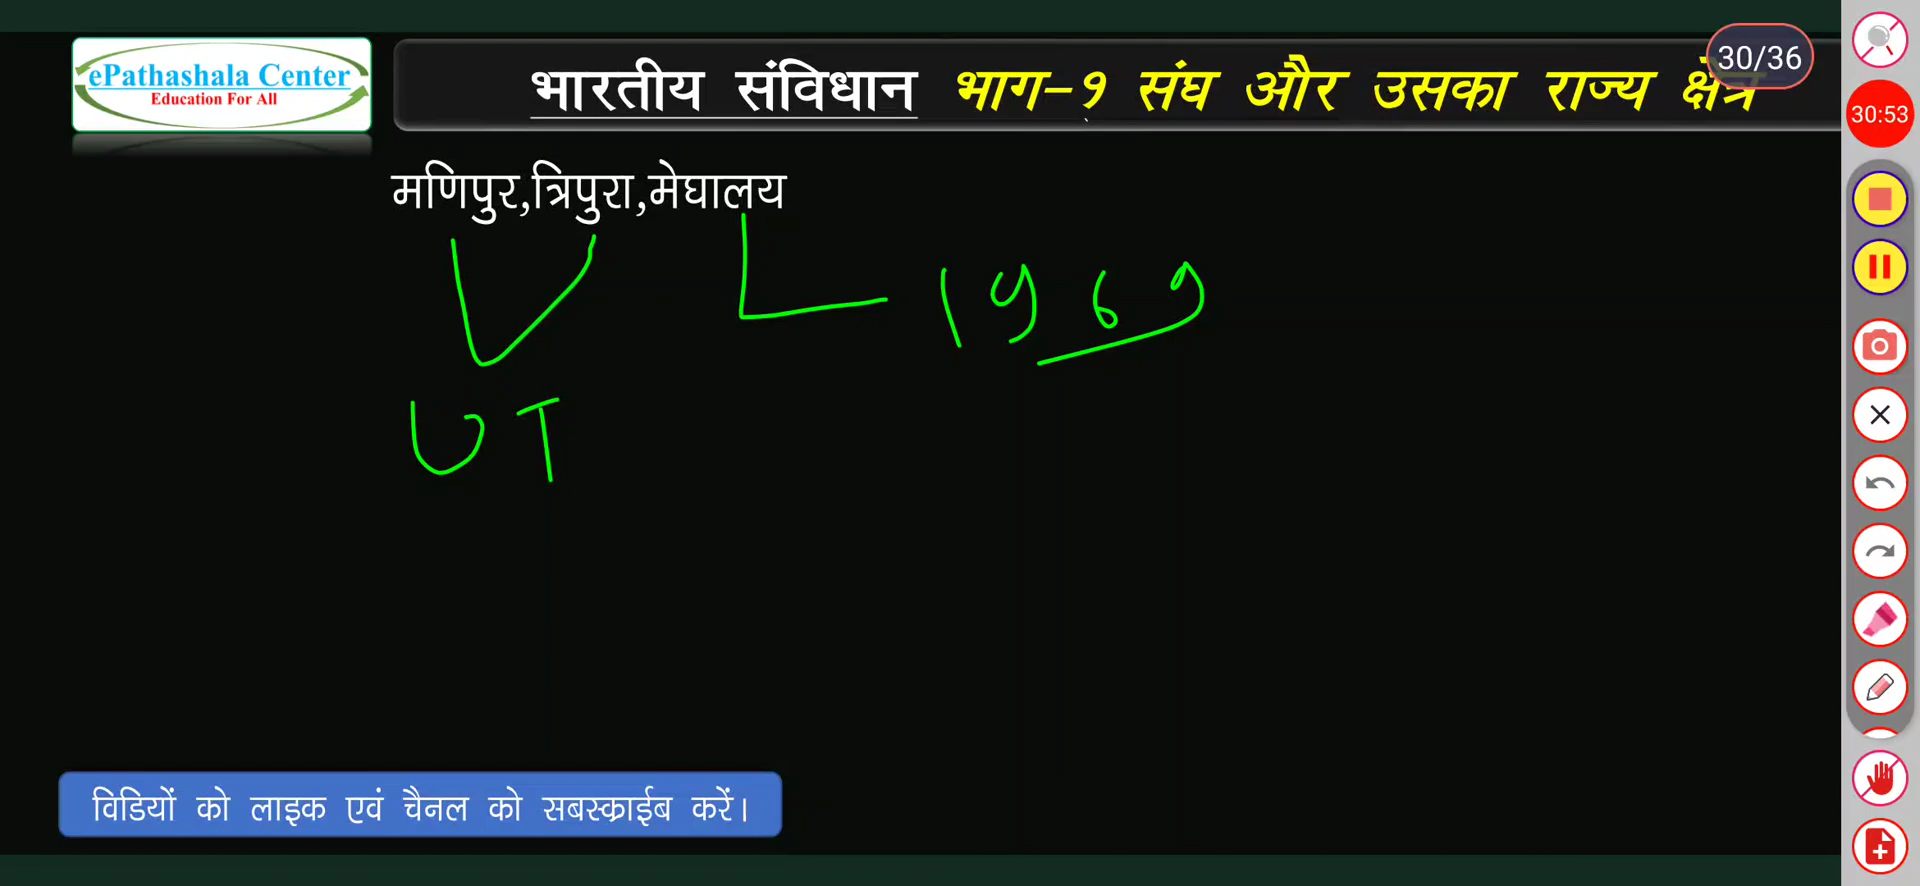 ePathashala Center
Education For All
भारतीय संविधान भाग-१ संघ और उसका राज्य क्षेत्र
30/36
30:53
मणिपुर,त्रिपुरा,मेघालय
1969
UT
विडियों को लाइक एवं चैनल को सबस्क्राईब करें।